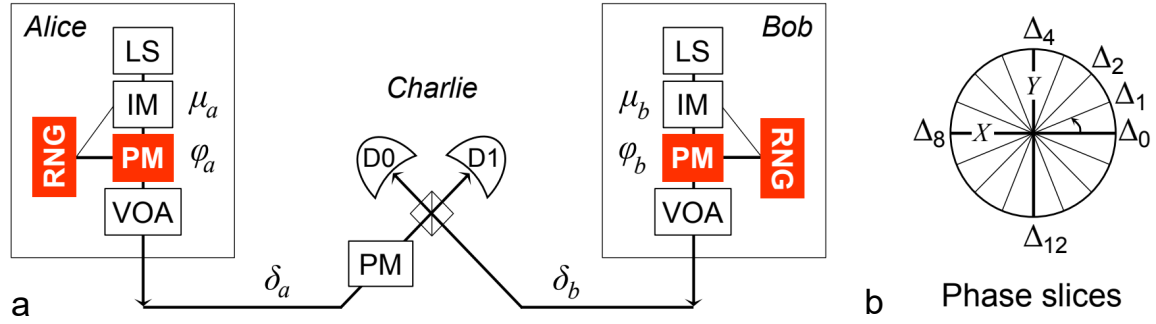 Alice
LS
IM
μa
RNG
PM
φa
VOA
δa
a
Charlie
D0
D1
PM
Bob
LS
μb
IM
φb
PM
RNG
VOA
δb
Δ4
Δ2
Δ1
Y
Δ8
X
Δ0
Δ12
b
Phase slices